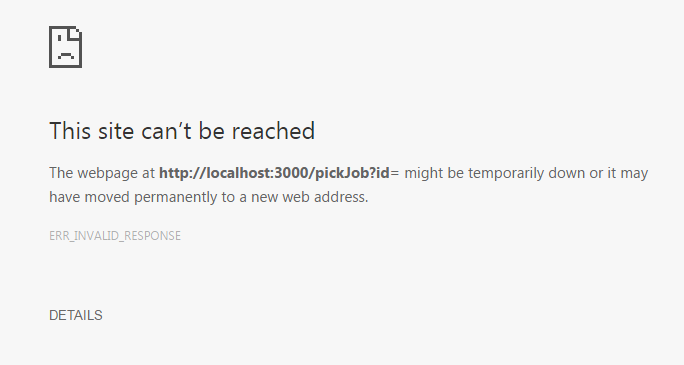 This site can’t be reached
The webpage at http://localhost:3000/pickJob?id= might be temporarily down or it may
have moved permanently to a new web address.
ERR_INVALID_RESPONSE
DETAILS